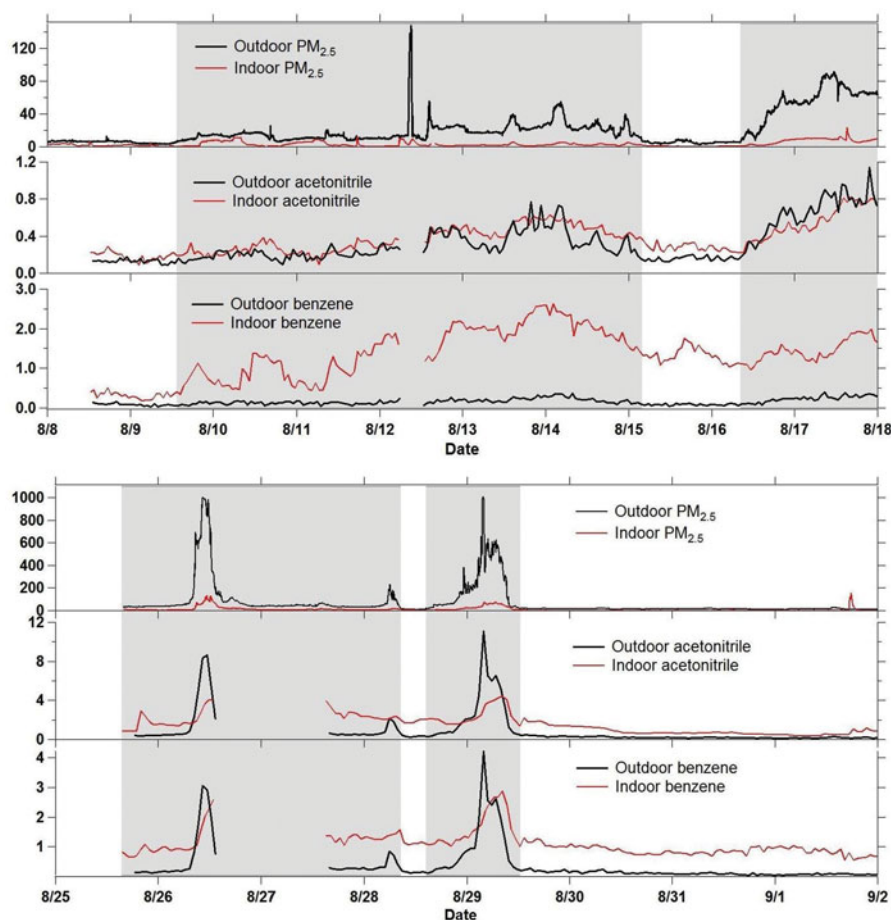 120
80
40
0
Outdoor PM2.5
Indoor PM2.5
1.2
0.8
0.4
0.0
Outdoor acetonitrile
Indoor acetonitrile
3.0
2.0
1.0
0.0
Outdoor benzene
Indoor benzene
8/8 8/9 8/10 8/11 8/12 8/13 8/14 8/15 8/16 8/17 8/18
Date
1000
800
600
400
200
0
Outdoor PM2.5
Indoor PM2.5
12
8
4
0
Outdoor acetonitrile
Indoor acetonitrile
4
3
2
1
Outdoor benzene
Indoor benzene
8/25 8/26 8/27 8/28 8/29 8/30 8/31 9/1 9/2
Date